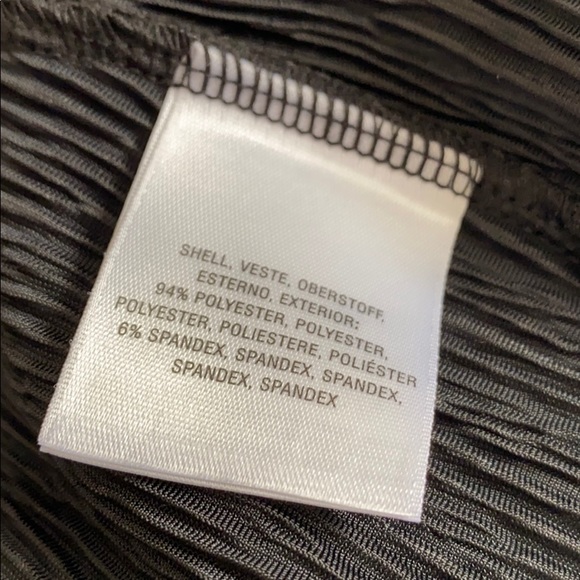 SHELL, VESTE, OBERSTOFF,
ESTERNO, EXTERIOR:
94% POLYESTER, POLYESTER,
POLYESTER, POLIESTERE, POLIÉSTER
6% SPANDEX, SPANDEX, SPANDEX,
SPANDEX, SPANDEX